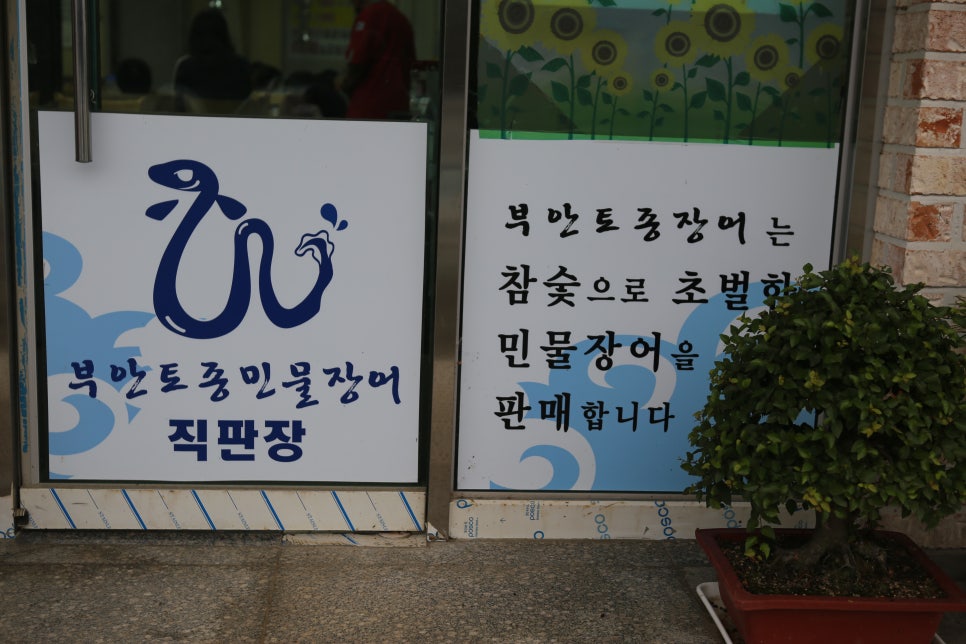 부안토종민물장어
직판장
부안토종장어는
참숯으로 초벌한
민물장어을
판매합니다